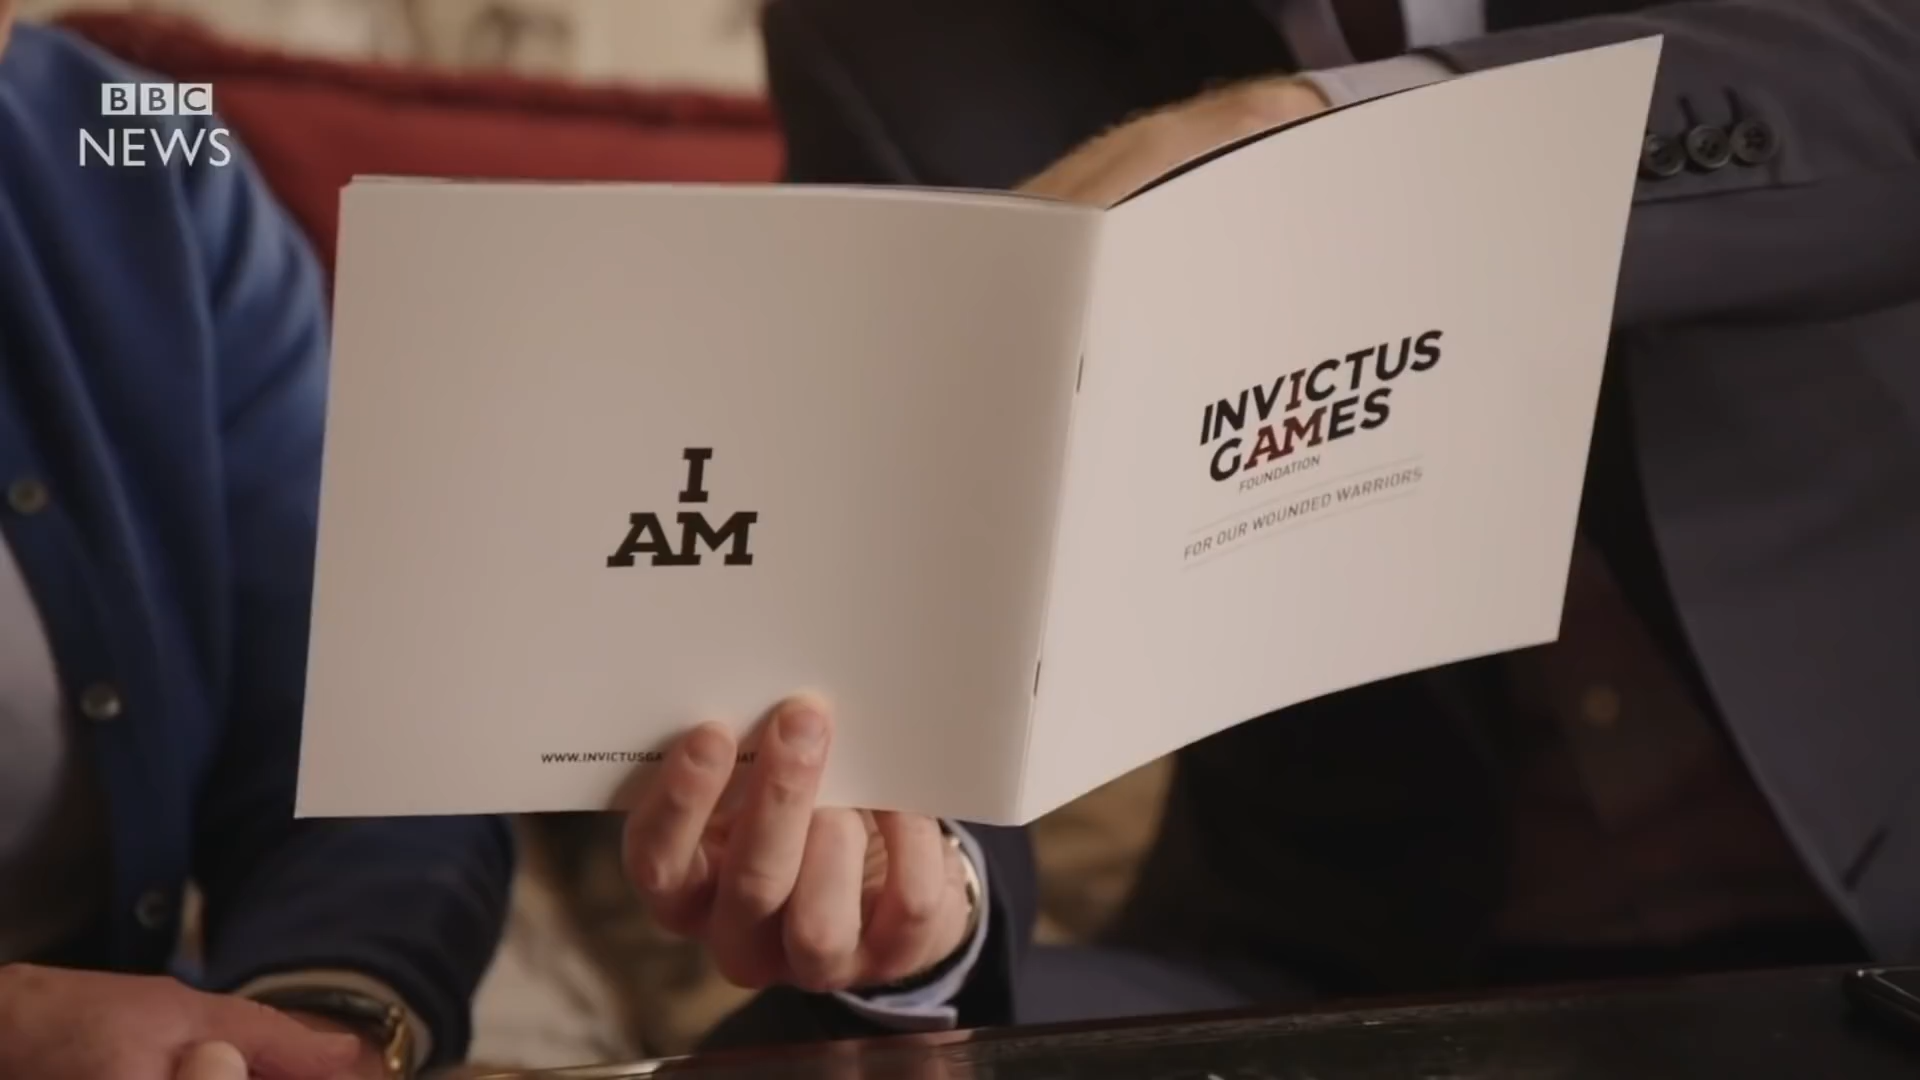 BBC
NEWS
I
AM
INVICTUS
GAMES
FOUNDATION
FOR OUR WOUNDED WARRIORS